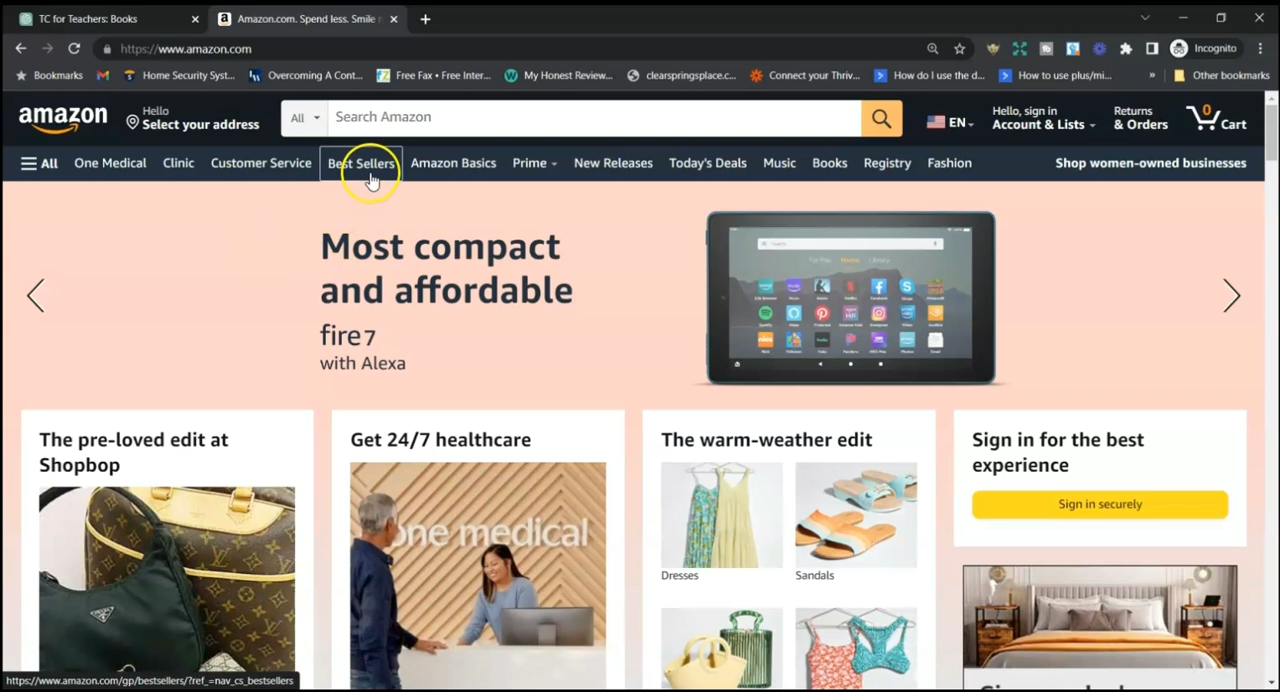 TC for Teachers: Books
Amazon.com. Spend less. Smile m
https://www.amazon.com
Incognito
Bookmarks
Home Security Syst...
Overcoming A Cont...
Free Fax • Free Inter...
My Honest Review...
clearspringsplace.c...
Connect your Thriv...
How do I use the d...
How to use plus/mi...
»
Other bookmarks
amazon
Hello
Select your address
All
Search Amazon
EN
Hello, sign in
Account & Lists
Returns
& Orders
0
Cart
All
One Medical
Clinic
Customer Service
Best Sellers
Amazon Basics
Prime
New Releases
Today's Deals
Music
Books
Registry
Fashion
Shop women-owned businesses
Most compact
and affordable
fire 7
with Alexa
The pre-loved edit at
Shopbop
Get 24/7 healthcare
one medical
The warm-weather edit
Dresses
Sandals
Sign in for the best
experience
Sign in securely
PRADA
https://www.amazon.com/gp/bestsellers/?ref_=nav_cs_bestsellers